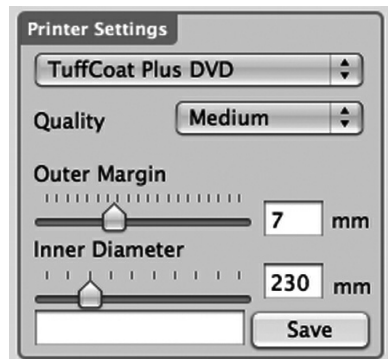 Printer Settings
TuffCoat Plus DVD
Quality Medium
Outer Margin
7 mm
Inner Diameter
230 mm
Save